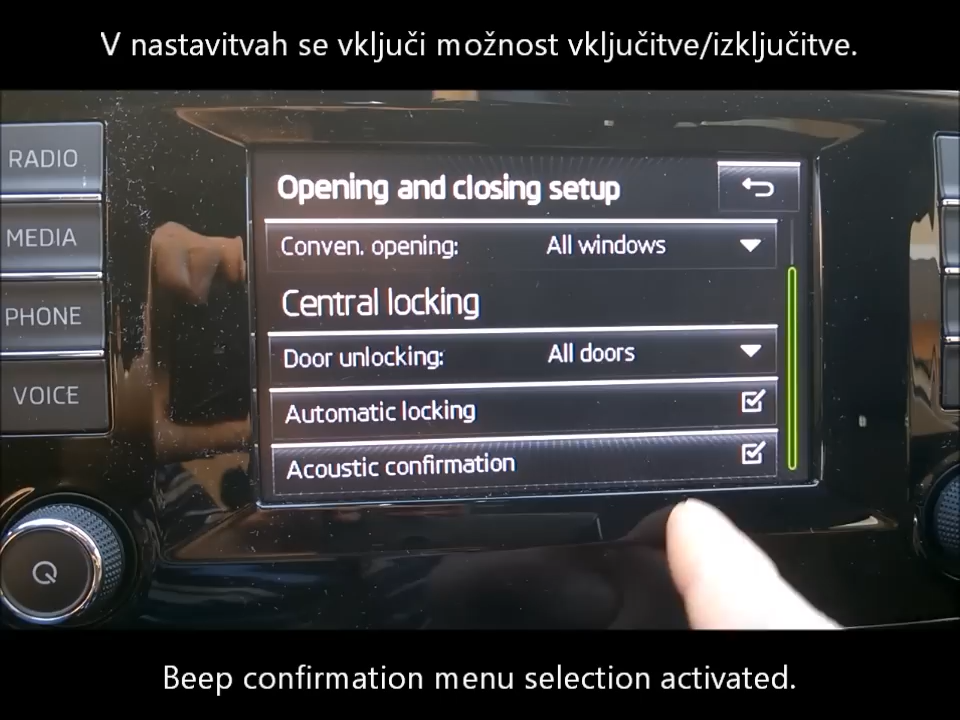 V nastavitvah se vključi možnost vključitve/izključitve.
RADIO
MEDIA
PHONE
VOICE
Opening and closing setup
Conven. opening: All windows
Central locking
Door unlocking: All doors
Automatic locking
Acoustic confirmation
Beep confirmation menu selection activated.